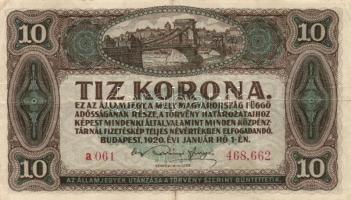 10 10
TIZ KORONA.
EZ AZ ÁLLAMJEGY A MELY MAGYARORSZÁG FÜGGŐ
ADÓSSÁGÁNAK RÉSZE, A TÖRVÉNY HATÁROZATAIHOZ
KÉPEST MINDENKI ÁLTAL, VALAMINT MINDEN KÖZPÉNZ-
TÁRNÁL FIZETÉSKÉP TELJES NÉVÉRTÉKBEN ELFOGADANDÓ.
BUDAPEST, 1920. ÉVI JANUÁR HÓ 1-ÉN.
a 061 468,662
10 10
AZ ÁLLAMJEGYEK UTÁNZÁSA A TÖRVÉNY SZERINT BÜNTETTETIK.